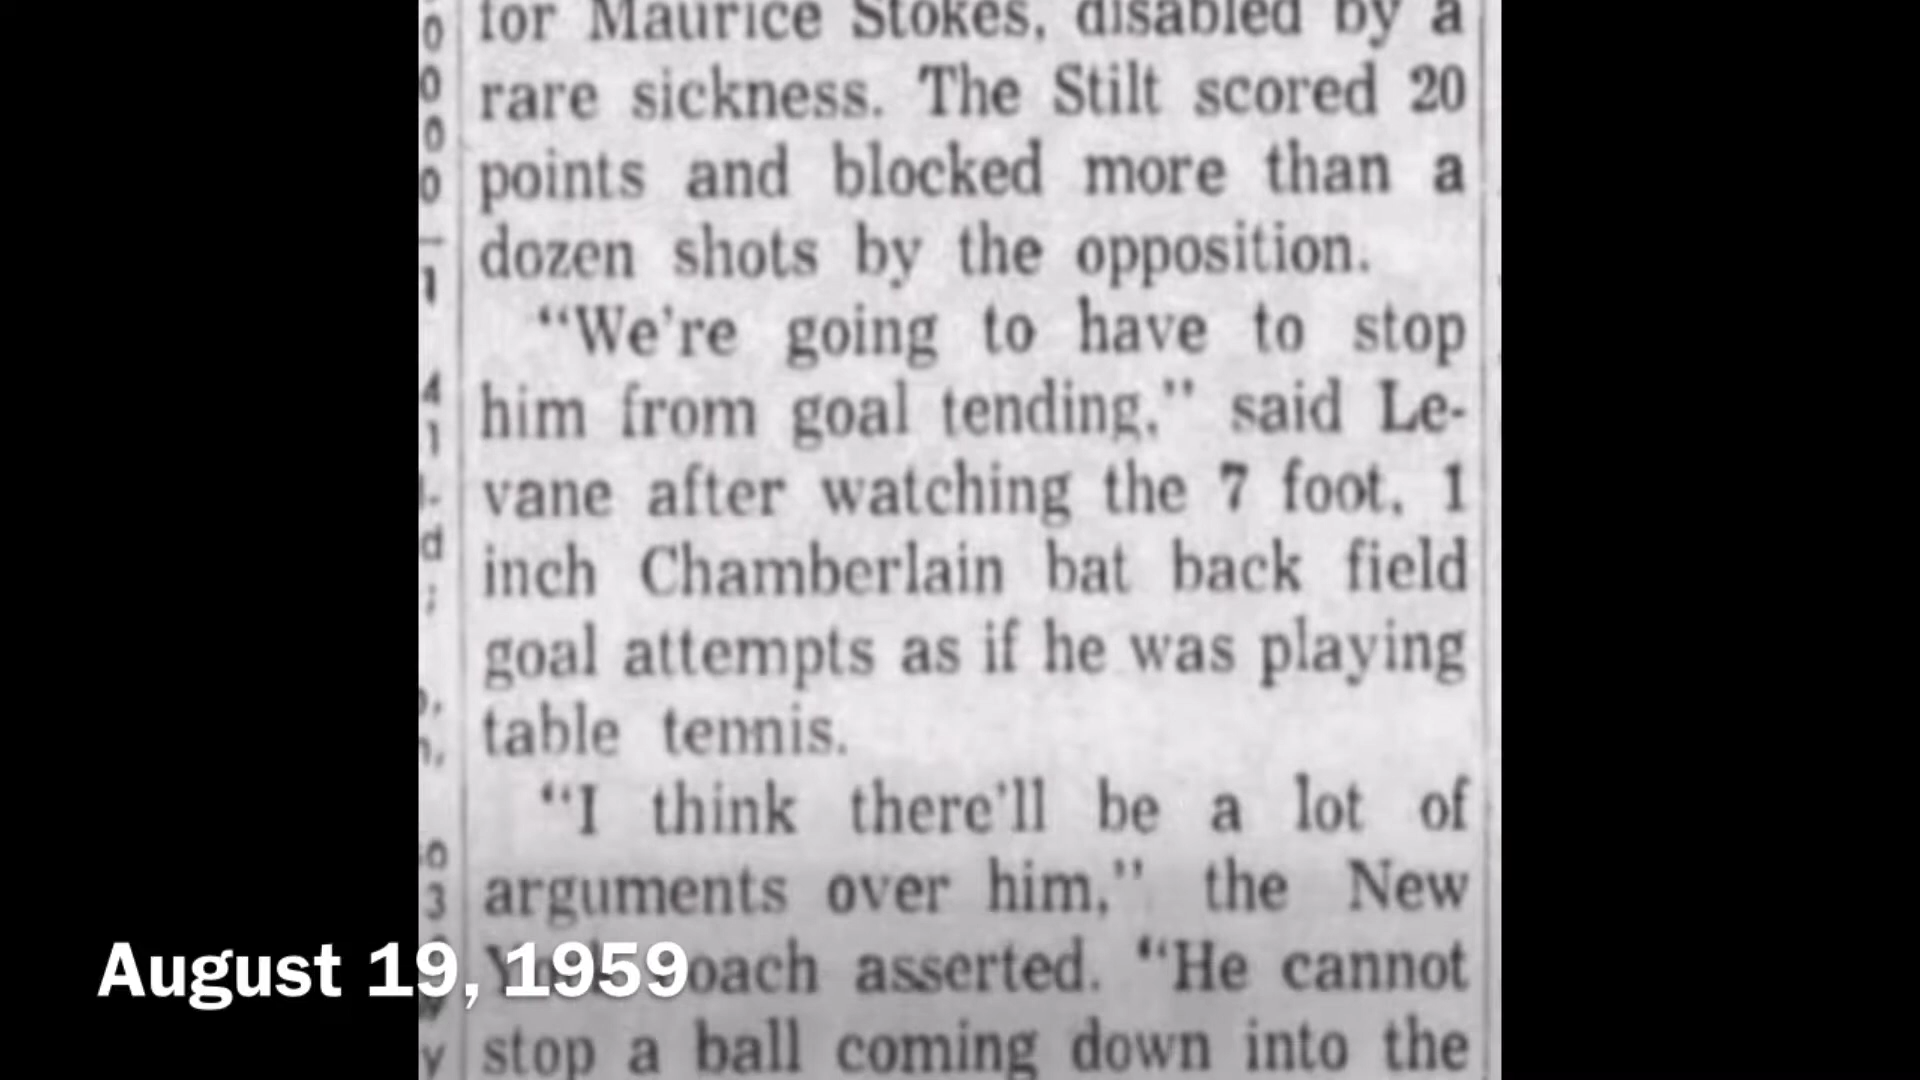 for Maurice Stokes, disabled by a
rare sickness. The Stilt scored 20
points and blocked more than a
dozen shots by the opposition.
"We're going to have to stop
him from goal tending," said Le-
vane after watching the 7 foot, 1
inch Chamberlain bat back field
goal attempts as if he was playing
table tennis.
"I think there'll be a lot of
arguments over him," the New
asserted. "He cannot
stop a ball coming down into the
August 19, 1959